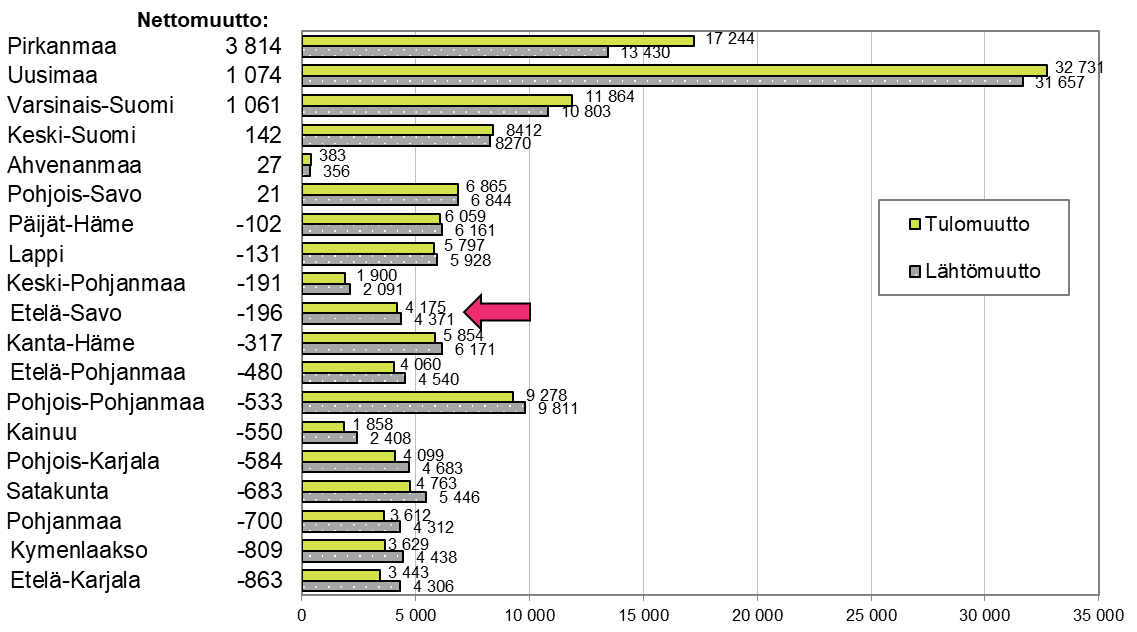 Nettomuutto:
Pirkanmaa 3 814 17 244
13 430
Uusimaa 1 074 32 731
31 657
Varsinais-Suomi 1 061 11 864
10 803
Keski-Suomi 142 8412
8270
Ahvenanmaa 27 383
356
Pohjois-Savo 21 6 865
6 844
Päijät-Häme -102 6 059
6 161
Lappi -131 5 797
5 928
Keski-Pohjanmaa -191 1 900
2 091
Etelä-Savo -196 4 175
4 371
Kanta-Häme -317 5 854
6 171
Etelä-Pohjanmaa -480 4 060
4 540
Pohjois-Pohjanmaa -533 9 278
9 811
Kainuu -550 1 858
2 408
Pohjois-Karjala -584 4 099
4 683
Satakunta -683 4 763
5 446
Pohjanmaa -700 3 612
4 312
Kymenlaakso -809 3 629
4 438
Etelä-Karjala -863 3 443
4 306
Tulomuutto
Lähtömuutto
0 5 000 10 000 15 000 20 000 25 000 30 000 35 000